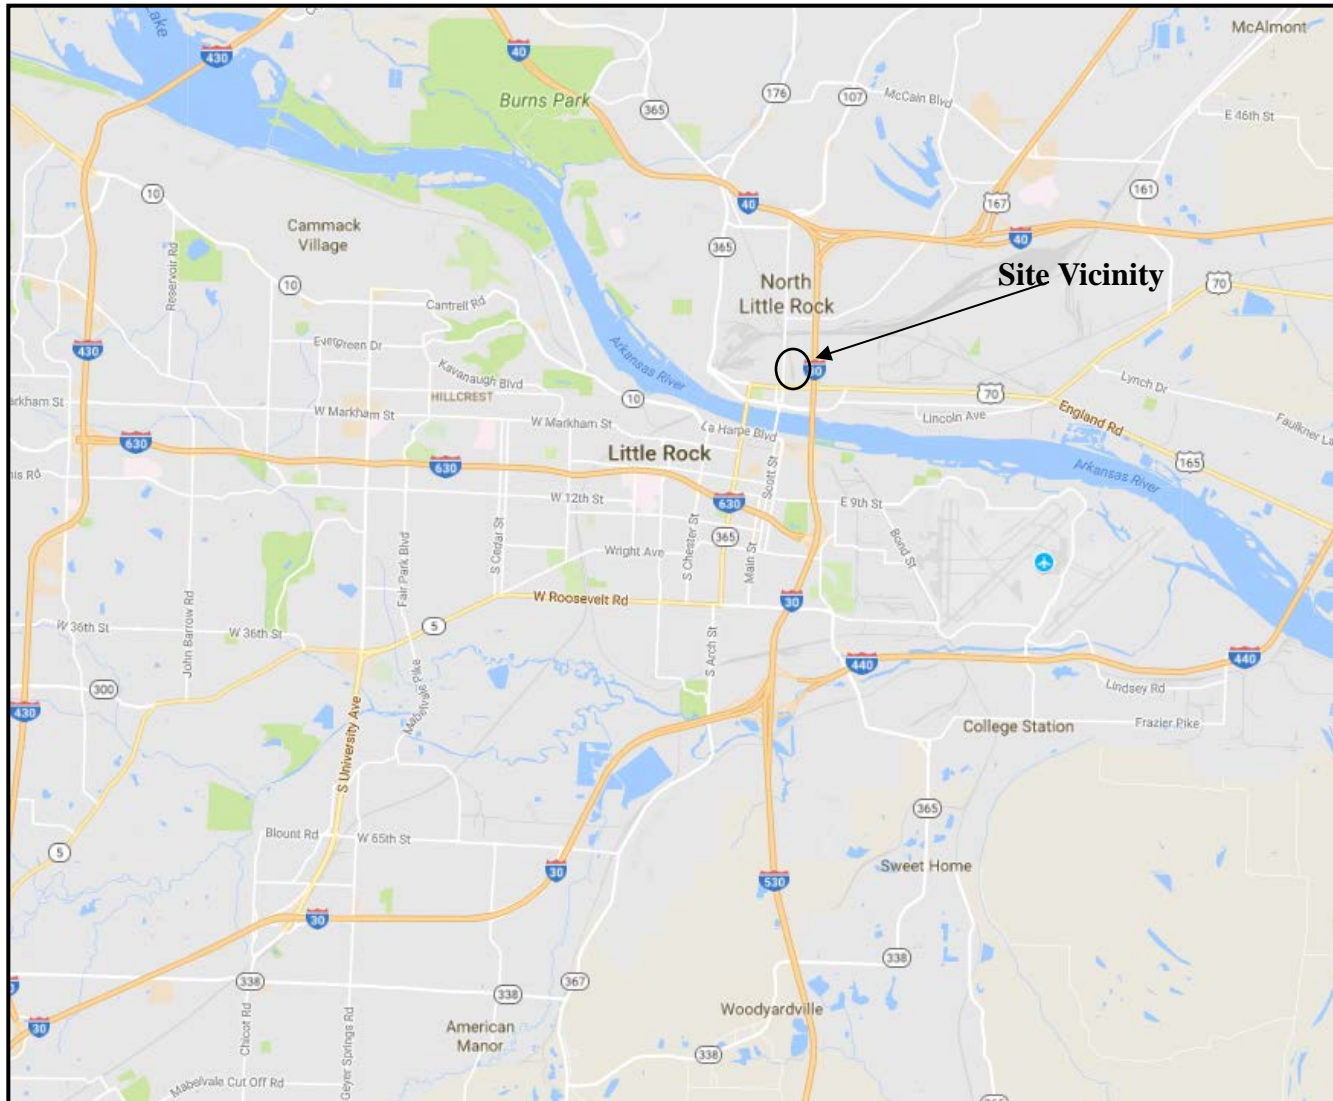 Lake
430
40
McAlmont
Burns Park
365
176
107
McCain Blvd
E 46th St
10
40
167
161
Cammack
Village
365
40
Reservoir Rd
North
Little Rock
Site Vicinity
70
10
Cantrell Rd
Evergreen Dr
430
Arkansas River
Kavanaugh Blvd
HILLCREST
10
70
Lynch Dr
W Markham St
W Markham St
La Harpe Blvd
Lincoln Ave
England Rd
630
630
Little Rock
Scott St
Arkansas River
165
W 12th St
630
E 9th St
365
Bond St
Wright Ave
S Cedar St
S Chester St
Main St
Fair Park Blvd
W Roosevelt Rd
30
John Barrow Rd
W 36th St
W 36th St
5
S Arch St
440
440
300
Mabelvale Pike
Lindsey Rd
430
S University Ave
College Station
Frazier Pike
365
Blount Rd
W 65th St
5
30
530
Sweet Home
30
338
338
338
367
Woodyardville
30
American
Manor
338
Chicot Rd
Geyer Springs Rd
Mabelvale Cut Off Rd